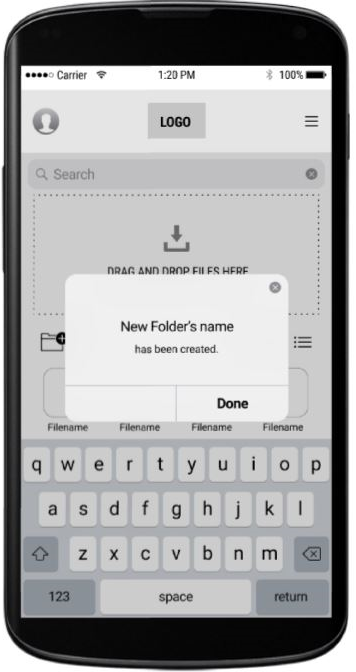 Carrier 1:20 PM 100%
LOGO
Search
DRAG AND DROP FILES HERE
New Folder's name
has been created.
Done
Filename Filename Filename Filename
q w e r t y u i o p
a s d f g h j k l
z x c v b n m
123 space return